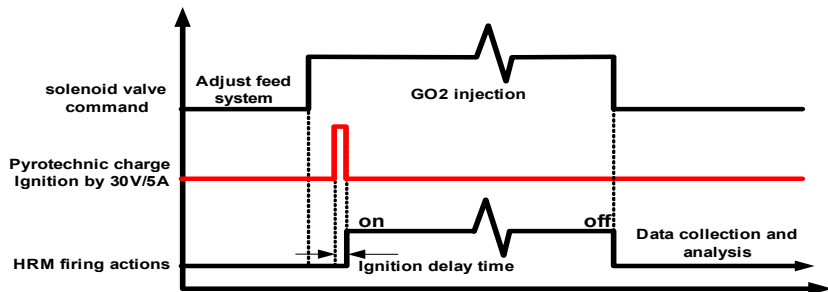 solenoid valve
command
Adjust feed
system
GO2 injection
Pyrotechnic charge
Ignition by 30V/5A
on
off
HRM firing actions
Ignition delay time
Data collection and
analysis